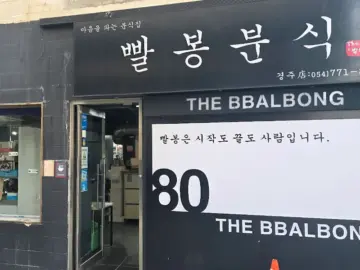 마음을 파는 분식집
빨봉분식
경주店:(054)771-
THE BBALBONG
빨봉은 시작도 끝도 사람입니다.
80
THE BBALBON